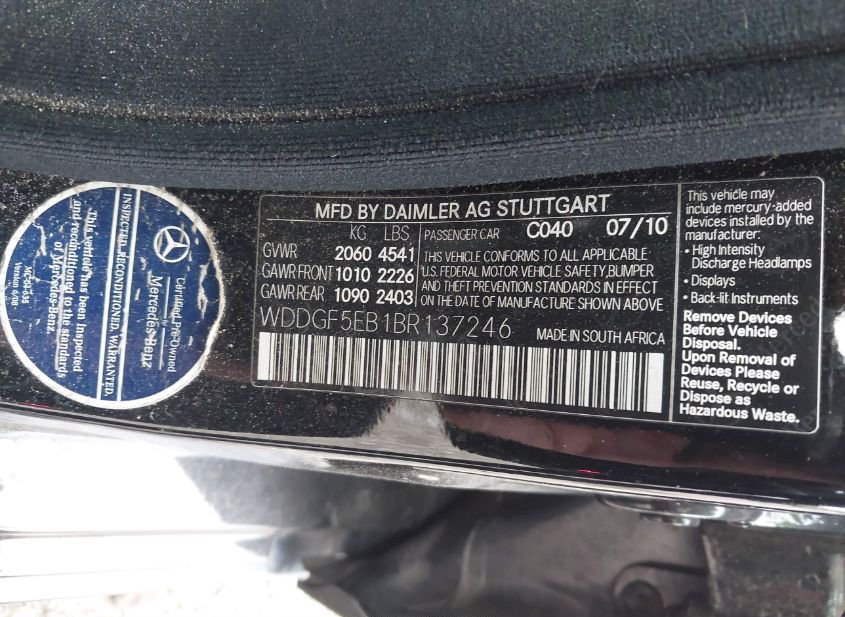 MFD BY DAIMLER AG STUTTGART
KG LBS
GVWR 2060 4541
GAWR FRONT 1010 2226
GAWR REAR 1090 2403
PASSENGER CAR C040 07/10
THIS VEHICLE CONFORMS TO ALL APPLICABLE
U.S. FEDERAL MOTOR VEHICLE SAFETY, BUMPER
AND THEFT PREVENTION STANDARDS IN EFFECT
ON THE DATE OF MANUFACTURE SHOWN ABOVE
WDDGF5EB1BR137246
MADE IN SOUTH AFRICA
This vehicle may
include mercury-added
devices installed by the
manufacturer:
• High Intensity
Discharge Headlamps
• Displays
• Back-lit Instruments
Remove Devices
Before Vehicle
Disposal.
Upon Removal of
Devices Please
Reuse, Recycle or
Dispose as
Hazardous Waste.
Certified Pre-Owned
Mercedes-Benz
INSPECTED. RECONDITIONED. WARRANTED.
This vehicle has been inspected
and reconditioned to the standards
of Mercedes-Benz